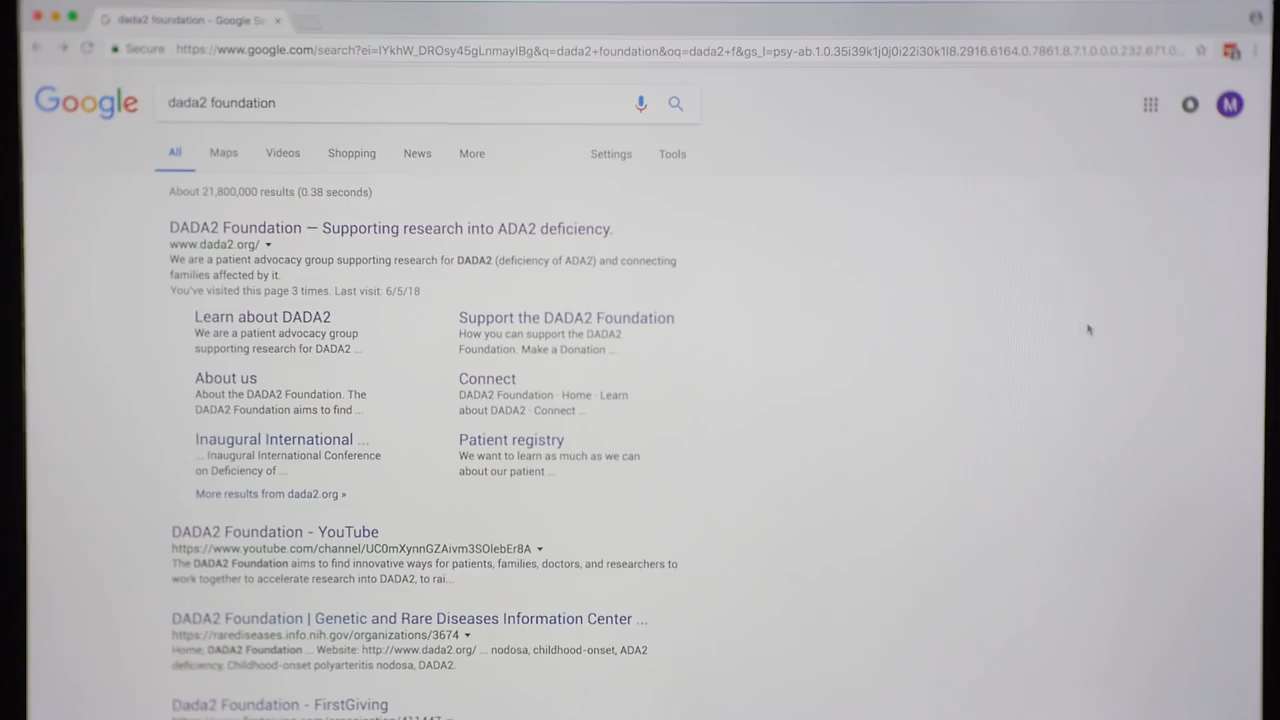 dada2 foundation - Google Se
Secure https://www.google.com/search?ei=IYkhW_DROsy45gLnmayIBg&q=dada2+foundation&oq=dada2+f&gs_l=psy-ab.1.0.35i39k1j0j0i22i30k1l8.2916.6164.0.7861.8.7.1.0.0.0.232.671.0...
Google
dada2 foundation
M
All Maps Videos Shopping News More Settings Tools
About 21,800,000 results (0.38 seconds)
DADA2 Foundation — Supporting research into ADA2 deficiency.
www.dada2.org/
We are a patient advocacy group supporting research for DADA2 (deficiency of ADA2) and connecting
families affected by it.
You've visited this page 3 times. Last visit: 6/5/18
Learn about DADA2
We are a patient advocacy group
supporting research for DADA2 ...
Support the DADA2 Foundation
How you can support the DADA2
Foundation. Make a Donation ...
About us
About the DADA2 Foundation. The
DADA2 Foundation aims to find ...
Connect
DADA2 Foundation · Home · Learn
about DADA2 · Connect ...
Inaugural International ...
... Inaugural International Conference
on Deficiency of ...
Patient registry
We want to learn as much as we can
about our patient ...
More results from dada2.org »
DADA2 Foundation - YouTube
https://www.youtube.com/channel/UC0mXynnGZAivm3SOlebEr8A
The DADA2 Foundation aims to find innovative ways for patients, families, doctors, and researchers to
work together to accelerate research into DADA2, to rai...
DADA2 Foundation | Genetic and Rare Diseases Information Center ...
https://rarediseases.info.nih.gov/organizations/3674
Home; DADA2 Foundation ... Website: http://www.dada2.org/ ... nodosa, childhood-onset, ADA2
deficiency, Childhood-onset polyarteritis nodosa, DADA2.
Dada2 Foundation - FirstGiving